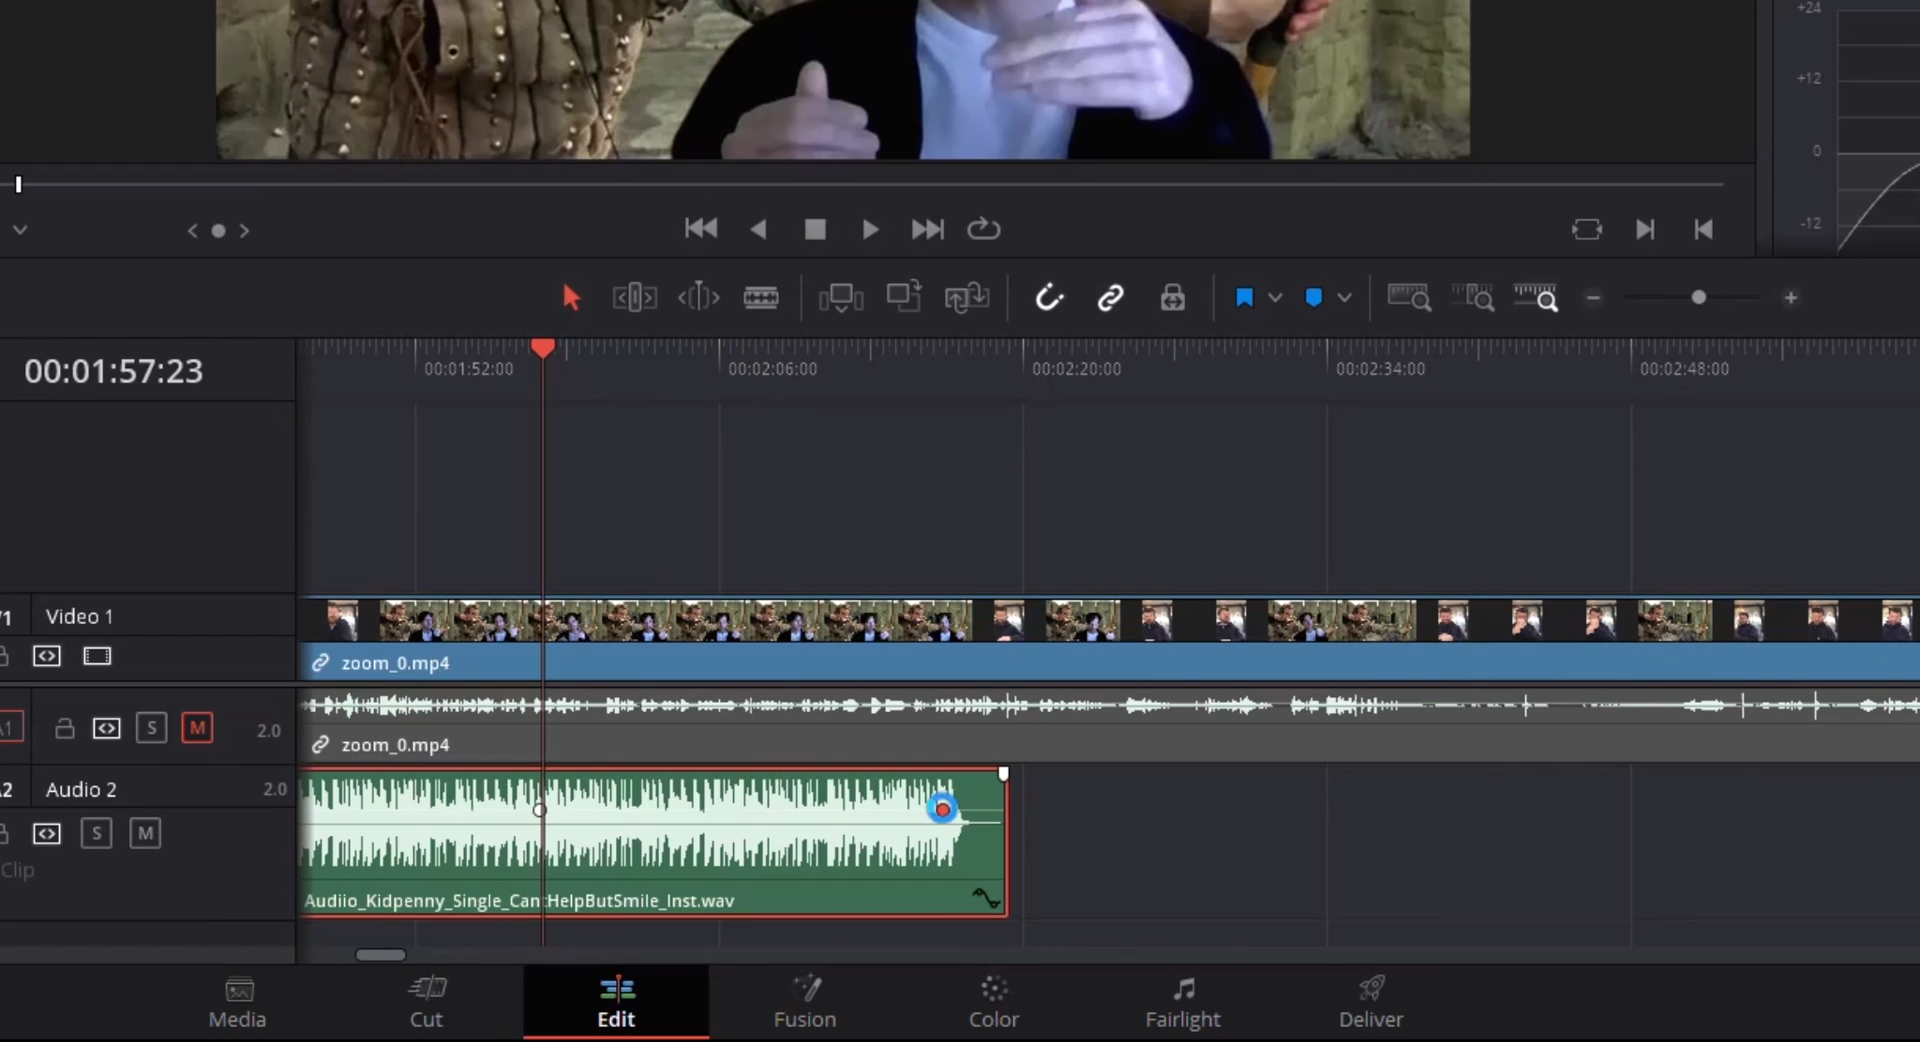 +24
+12
0
-12
00:01:57:23
00:01:52:00
00:02:06:00
00:02:20:00
00:02:34:00
00:02:48:00
Video 1
zoom_0.mp4
S
M
2.0
zoom_0.mp4
Audio 2
2.0
S
M
Clip
Audiio_Kidpenny_Single_CantHelpButSmile_Inst.wav
Media
Cut
Edit
Fusion
Color
Fairlight
Deliver